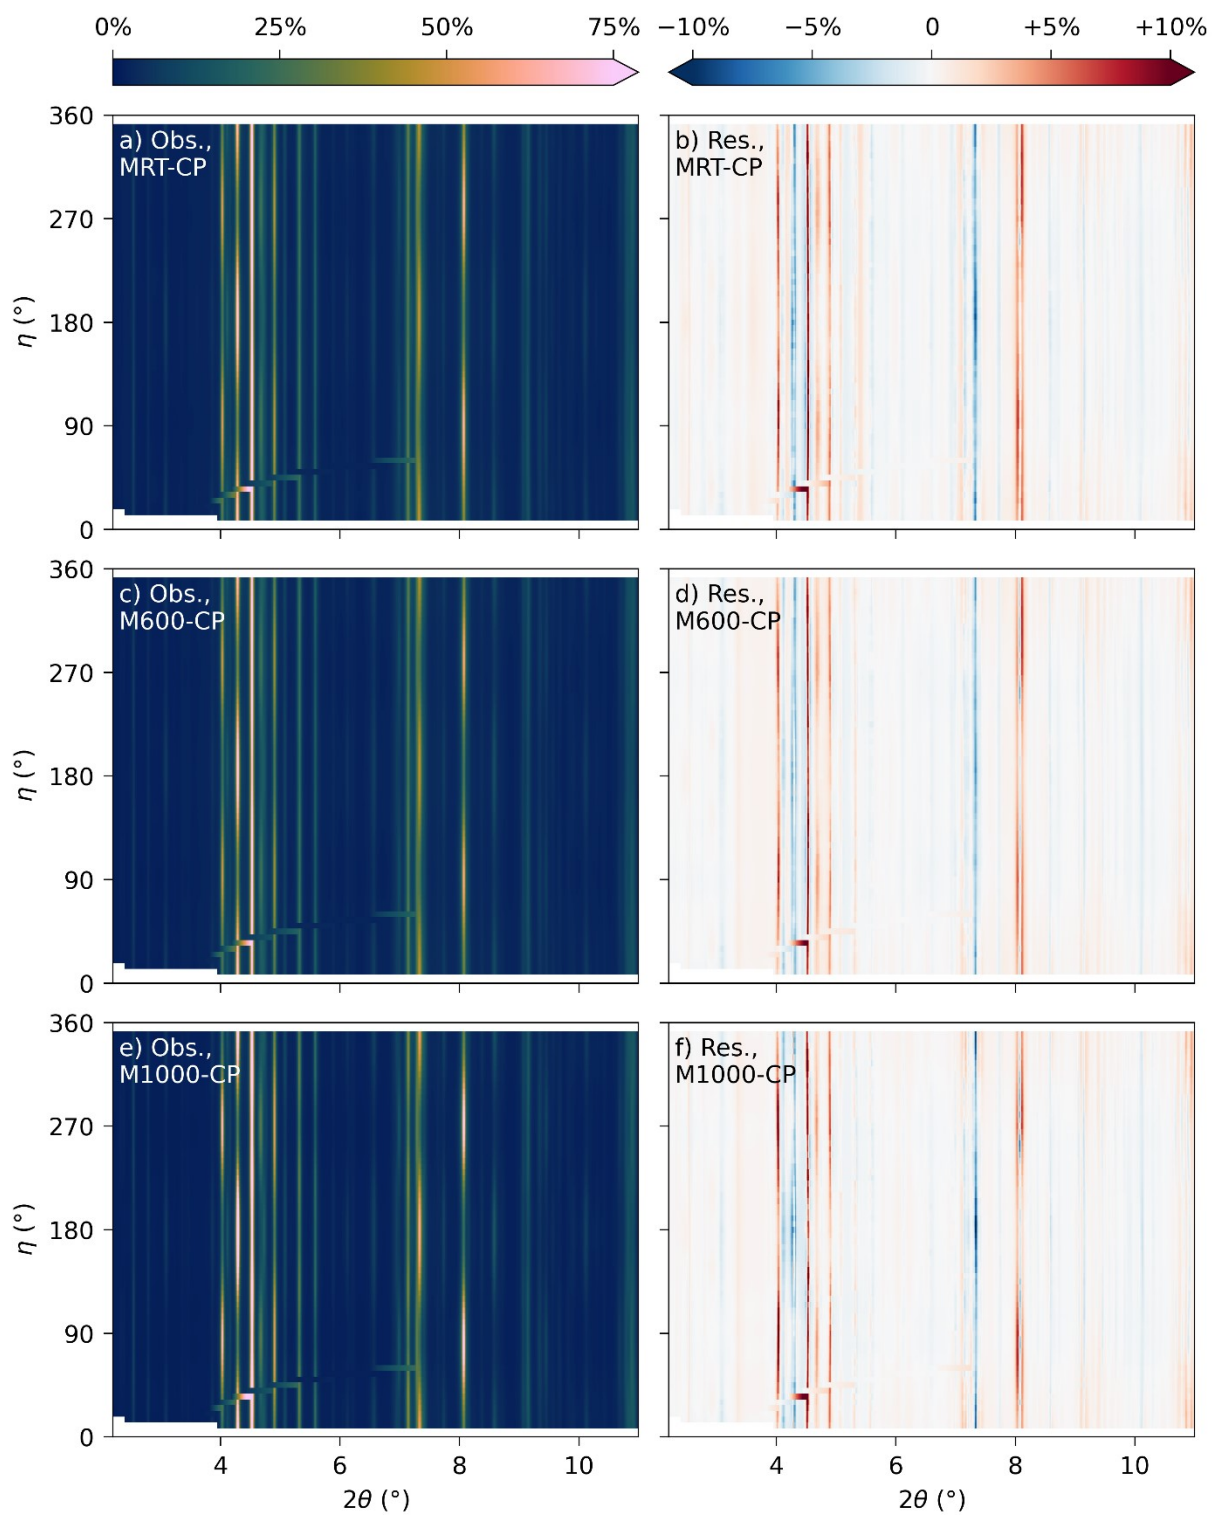 0% 25% 50% 75% −10% −5% 0 +5% +10%
360 270 180 90 0
η (°)
a) Obs.,
MRT-CP
b) Res.,
MRT-CP
360 270 180 90 0
η (°)
c) Obs.,
M600-CP
d) Res.,
M600-CP
360 270 180 90 0
η (°)
e) Obs.,
M1000-CP
f) Res.,
M1000-CP
4 6 8 10 4 6 8 10
2θ (°) 2θ (°)